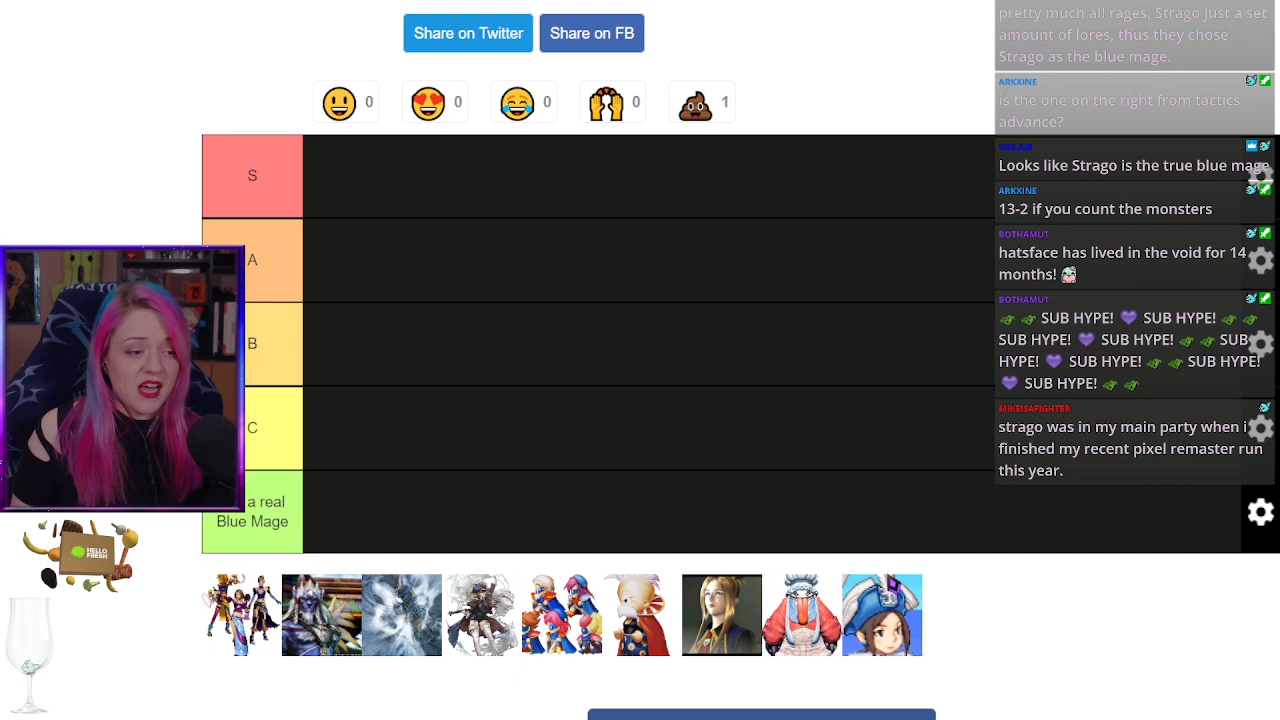 Share on Twitter
Share on FB
0
0
0
0
1
S
A
B
C
a real
Blue Mage
HELLO
FRESH
pretty much all rages, Strago just a set
amount of lores, thus they chose
Strago as the blue mage.
ARKXINE
is the one on the right from tactics
advance?
Looks like Strago is the true blue mage
ARKXINE
13-2 if you count the monsters
BOTHAMUT
hatsface has lived in the void for 14
months!
BOTHAMUT
SUB HYPE! SUB HYPE!
SUB HYPE! SUB HYPE! SUB
HYPE! SUB HYPE! SUB HYPE!
SUB HYPE!
MIKEISAFIGHTER
strago was in my main party when i
finished my recent pixel remaster run
this year.